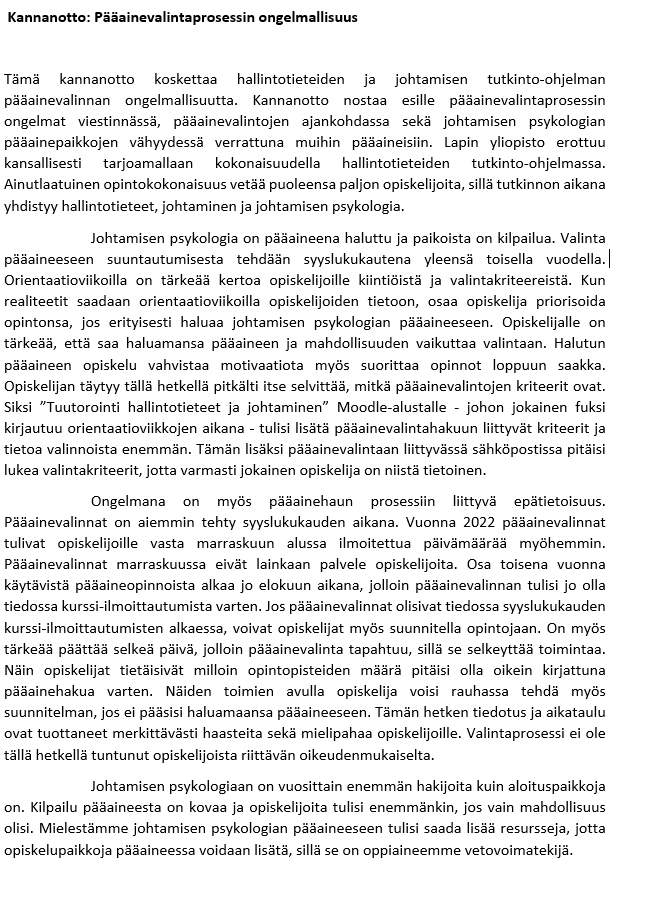 Kannanotto: Pääainevalintaprosessin ongelmallisuus
Tämä kannanotto koskettaa hallintotieteiden ja johtamisen tutkinto-ohjelman
pääainevalinnan ongelmallisuutta. Kannanotto nostaa esille pääainevalintaprosessin
ongelmat viestinnässä, pääainevalintojen ajankohdassa sekä johtamisen psykologian
pääainepaikkojen vähyydessä verrattuna muihin pääaineisiin. Lapin yliopisto erottuu
kansallisesti tarjoamallaan kokonaisuudella hallintotieteiden tutkinto-ohjelmassa.
Ainutlaatuinen opintokokonaisuus vetää puoleensa paljon opiskelijoita, sillä tutkinnon aikana
yhdistyy hallintotieteet, johtaminen ja johtamisen psykologia.
Johtamisen psykologia on pääaineena haluttu ja paikoista on kilpailua. Valinta
pääaineeseen suuntautumisesta tehdään syyslukukautena yleensä toisella vuodella.
Orientaatioviikoilla on tärkeää kertoa opiskelijoille kiintiöistä ja valintakriteereistä. Kun
realiteetit saadaan orientaatioviikoilla opiskelijoiden tietoon, osaa opiskelija priorisoida
opintonsa, jos erityisesti haluaa johtamisen psykologian pääaineeseen. Opiskelijalle on
tärkeää, että saa haluamansa pääaineen ja mahdollisuuden vaikuttaa valintaan. Halutun
pääaineen opiskelu vahvistaa motivaatiota myös suorittaa opinnot loppuun saakka.
Opiskelijan täytyy tällä hetkellä pitkälti itse selvittää, mitkä pääainevalintojen kriteerit ovat.
Siksi ”Tuutorointi hallintotieteet ja johtaminen” Moodle-alustalle - johon jokainen fuksi
kirjautuu orientaatioviikkojen aikana - tulisi lisätä pääainevalintahakuun liittyvät kriteerit ja
tietoa valinnoista enemmän. Tämän lisäksi pääainevalintaan liittyvässä sähköpostissa pitäisi
lukea valintakriteerit, jotta varmasti jokainen opiskelija on niistä tietoinen.
Ongelmana on myös pääainehaun prosessiin liittyvä epätietoisuus.
Pääainevalinnat on aiemmin tehty syyslukukauden aikana. Vuonna 2022 pääainevalinnat
tulivat opiskelijoille vasta marraskuun alussa ilmoitettua päivämäärää myöhemmin.
Pääainevalinnat marraskuussa eivät lainkaan palvele opiskelijoita. Osa toisena vuonna
käytävistä pääaineopinnoista alkaa jo elokuun aikana, jolloin pääainevalinnan tulisi jo olla
tiedossa kurssi-ilmoittautumista varten. Jos pääainevalinnat olisivat tiedossa syyslukukauden
kurssi-ilmoittautumisten alkaessa, voivat opiskelijat myös suunnitella opintojaan. On myös
tärkeää päättää selkeä päivä, jolloin pääainevalinta tapahtuu, sillä se selkeyttää toimintaa.
Näin opiskelijat tietäisivät milloin opintopisteiden määrä pitäisi olla oikein kirjattuna
pääainehakua varten. Näiden toimien avulla opiskelija voisi rauhassa tehdä myös
suunnitelman, jos ei pääsisi haluamaansa pääaineeseen. Tämän hetken tiedotus ja aikataulu
ovat tuottaneet merkittävästi haasteita sekä mielipahaa opiskelijoille. Valintaprosessi ei ole
tällä hetkellä tuntunut opiskelijoista riittävän oikeudenmukaiselta.
Johtamisen psykologiaan on vuosittain enemmän hakijoita kuin aloituspaikkoja
on. Kilpailu pääaineesta on kovaa ja opiskelijoita tulisi enemmänkin, jos vain mahdollisuus
olisi. Mielestämme johtamisen psykologian pääaineeseen tulisi saada lisää resursseja, jotta
opiskelupaikkoja pääaineessa voidaan lisätä, sillä se on oppiaineemme vetovoimatekijä.